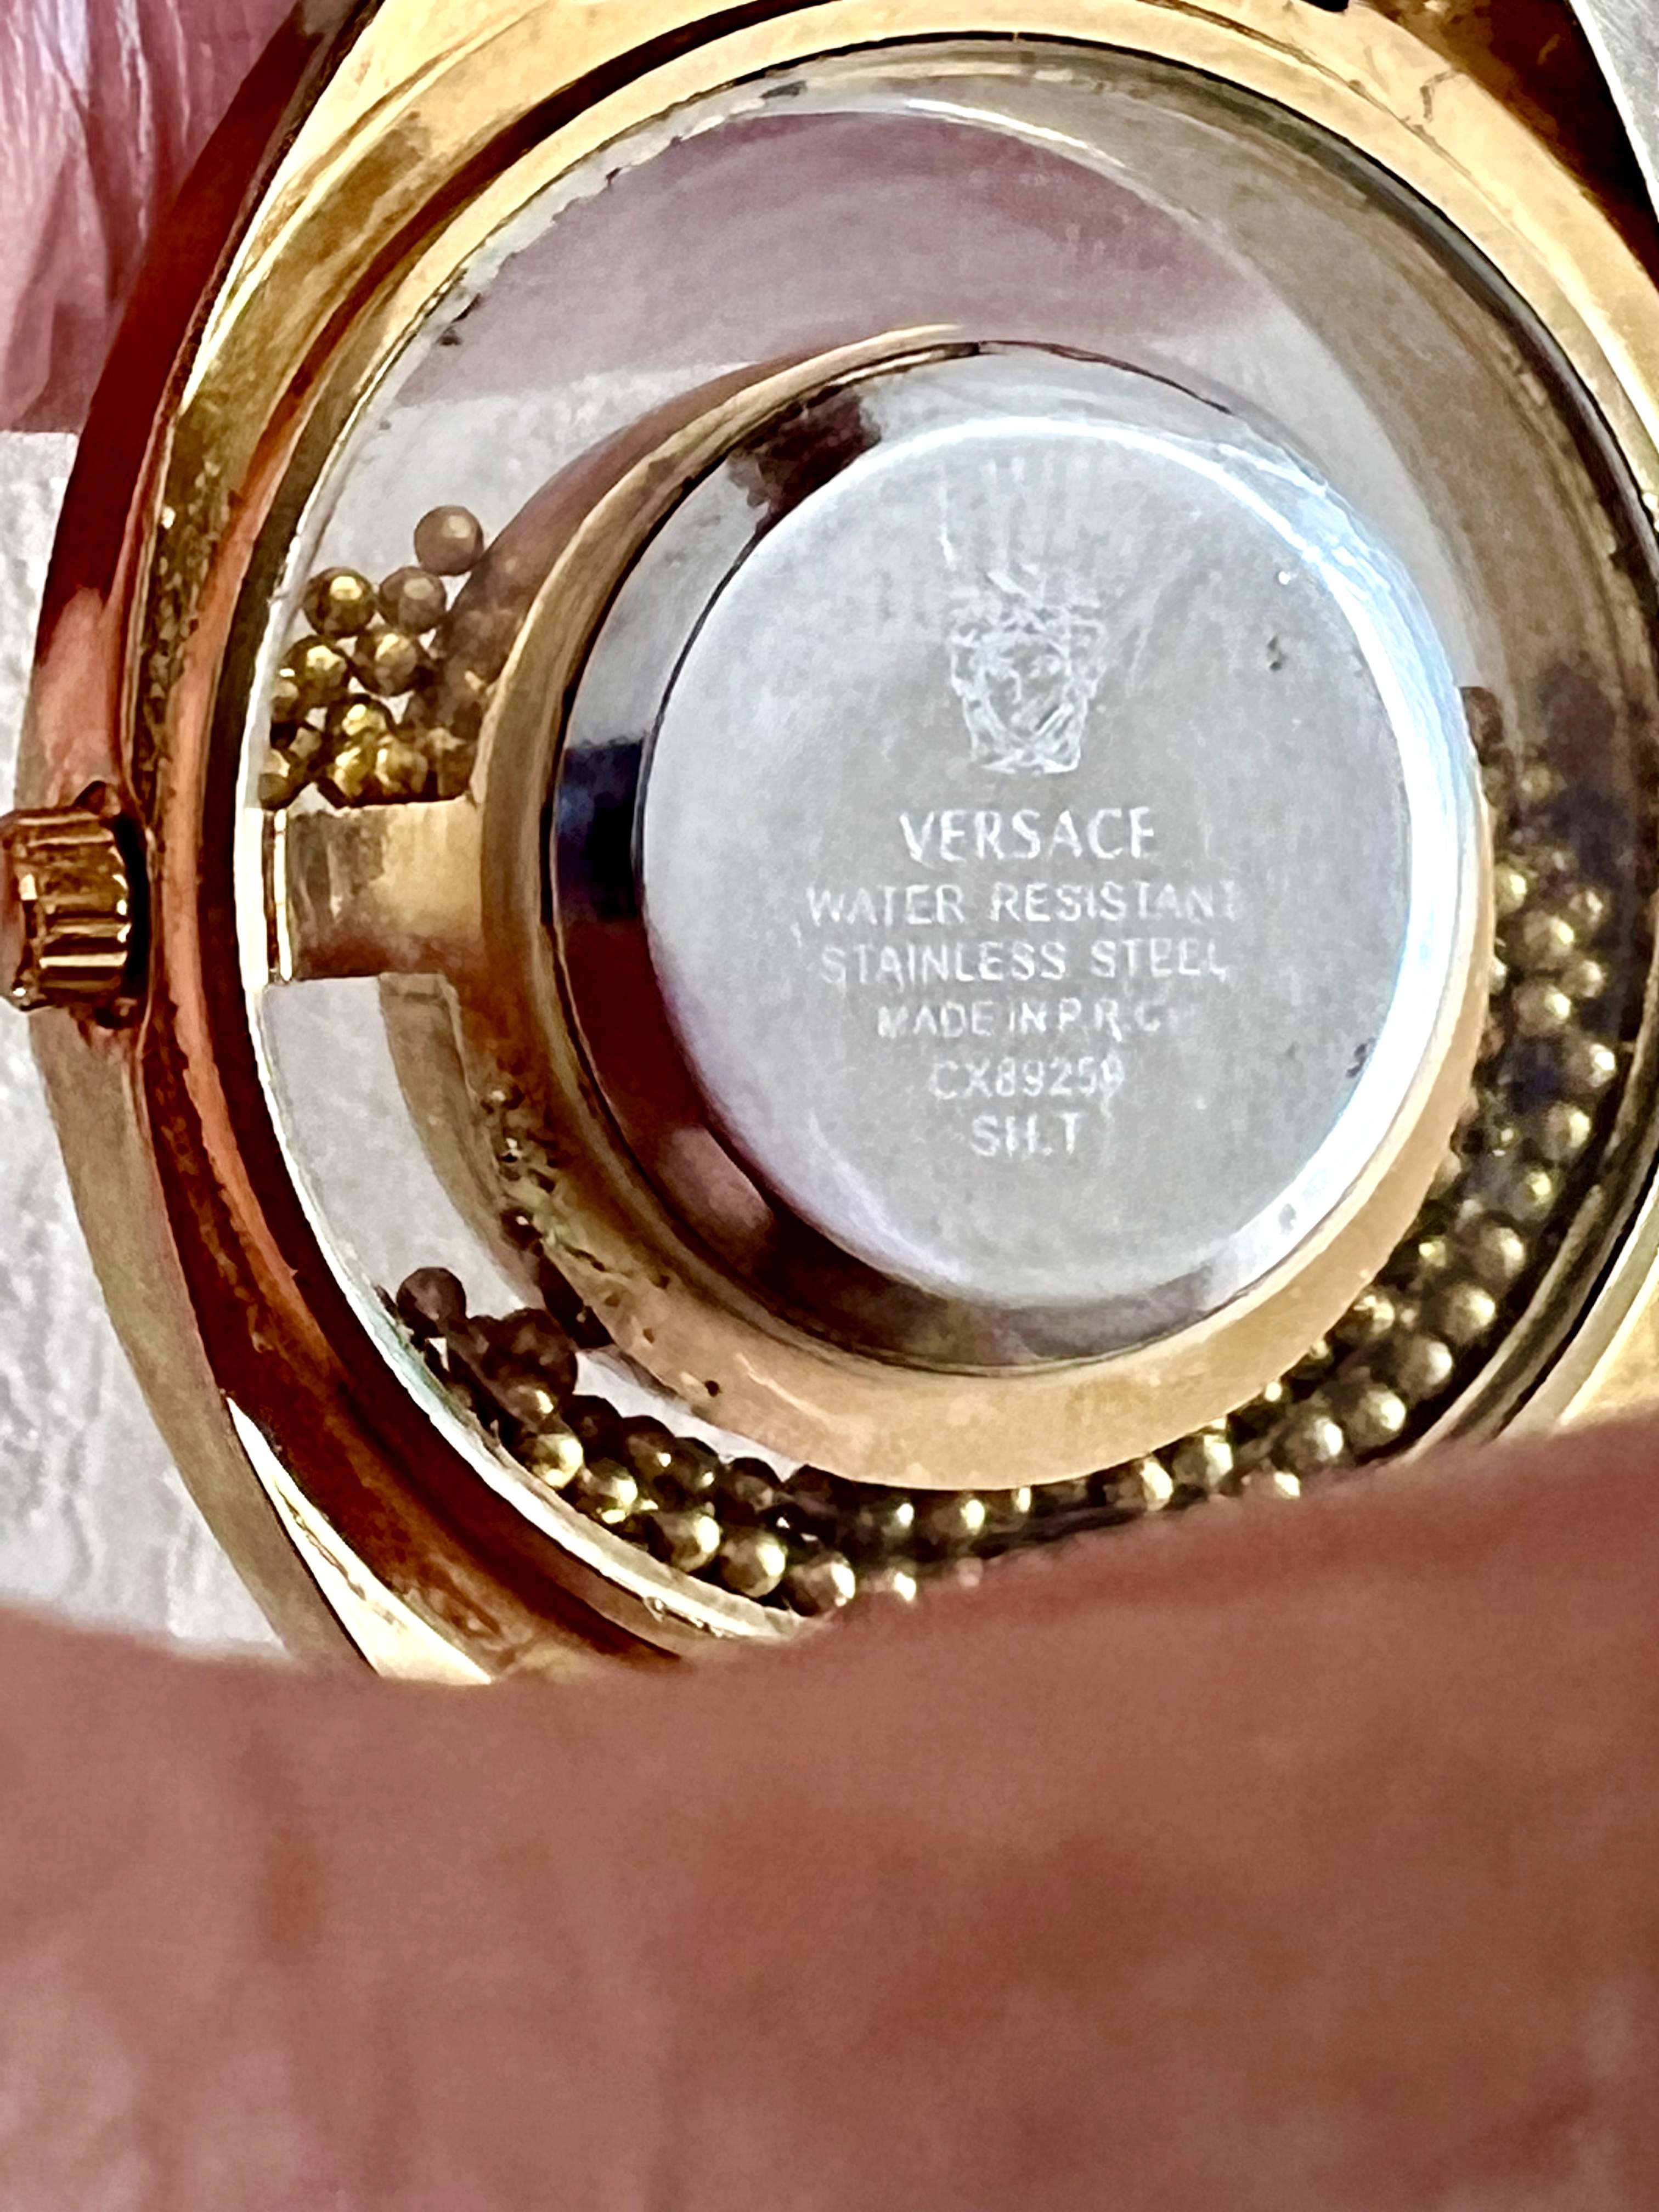 VERSACE
WATER RESISTANT
STAINLESS STEEL
MADE IN P.R.C.
CX89259
SILT